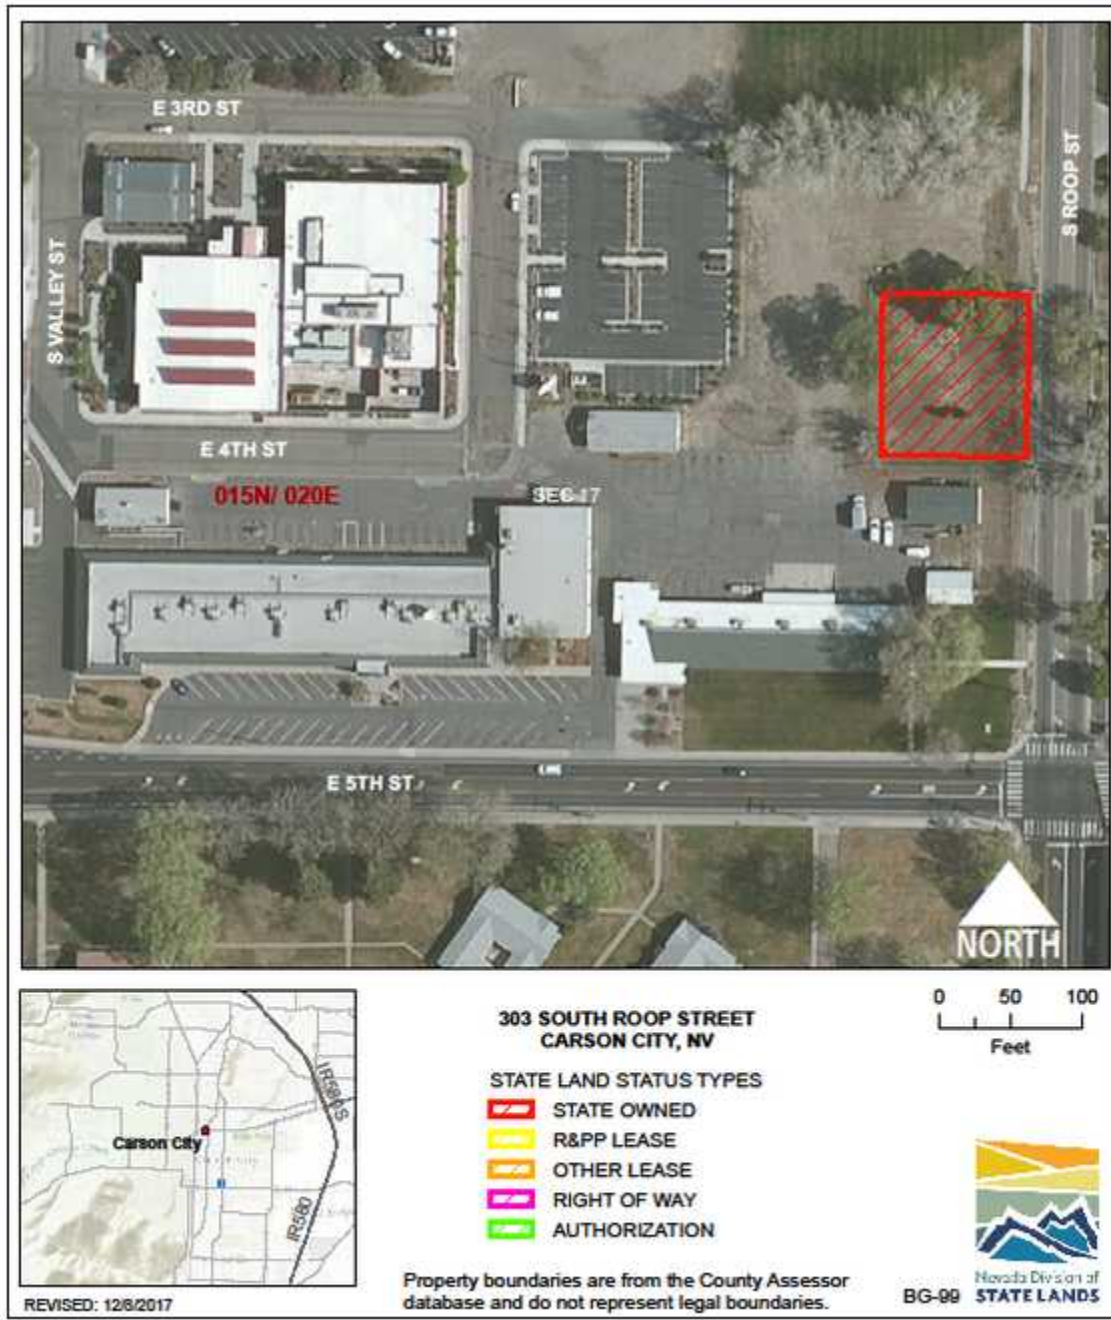 E 3RD ST
S ROOP ST
S VALLEY ST
E 4TH ST
015N/ 020E
SEC 17
E 5TH ST
NORTH
IR580 S
Carson City
IR580
REVISED: 12/6/2017
303 SOUTH ROOP STREET
CARSON CITY, NV
STATE LAND STATUS TYPES
STATE OWNED
R&PP LEASE
OTHER LEASE
RIGHT OF WAY
AUTHORIZATION
Property boundaries are from the County Assessor
database and do not represent legal boundaries.
0 50 100
Feet
BG-99
Nevada Division of
STATE LANDS